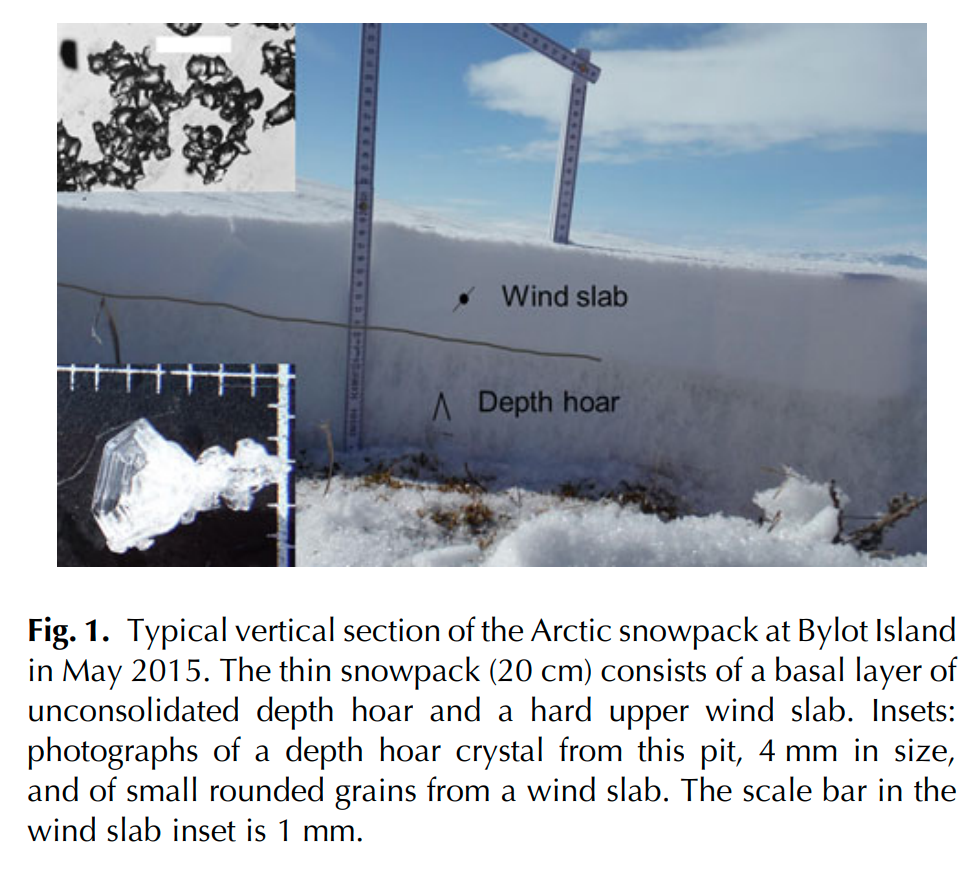 Wind slab
Depth hoar
Fig. 1. Typical vertical section of the Arctic snowpack at Bylot Island
in May 2015. The thin snowpack (20 cm) consists of a basal layer of
unconsolidated depth hoar and a hard upper wind slab. Insets:
photographs of a depth hoar crystal from this pit, 4 mm in size,
and of small rounded grains from a wind slab. The scale bar in the
wind slab inset is 1 mm.